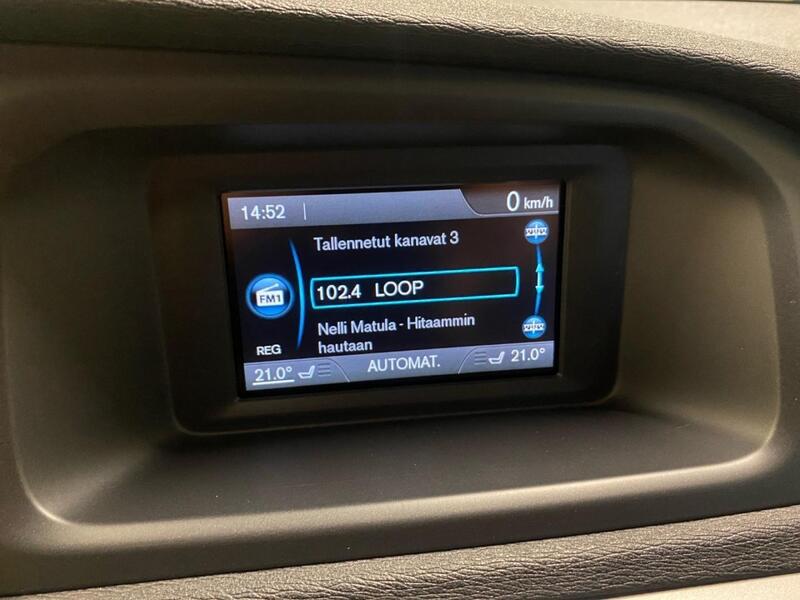 14:52
0 km/h
Tallennetut kanavat 3
FM1
102.4 LOOP
Nelli Matula - Hitaammin
hautaan
REG
21.0°
AUTOMAT.
21.0°